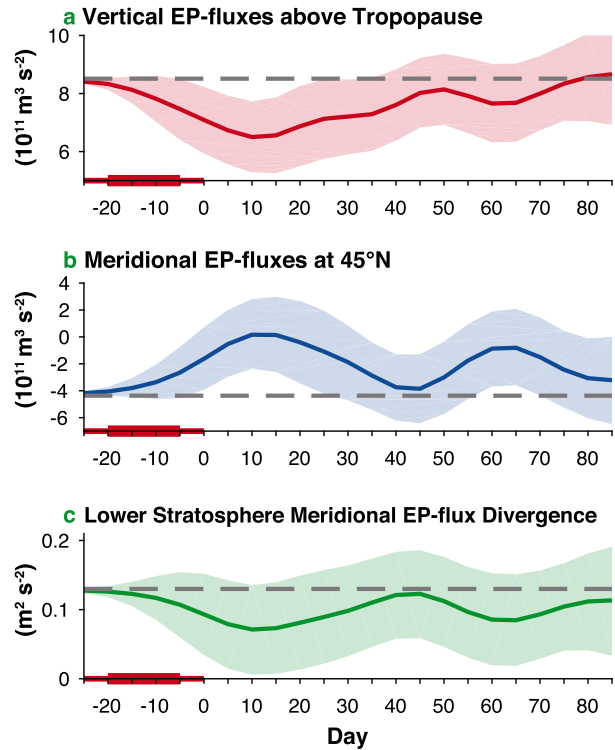 a Vertical EP-fluxes above Tropopause
10
8
6
(10¹¹ m³ s⁻²)
-20 -10 0 10 20 30 40 50 60 70 80
b Meridional EP-fluxes at 45°N
4
2
0
-2
-4
-6
(10¹¹ m³ s⁻²)
-20 -10 0 10 20 30 40 50 60 70 80
c Lower Stratosphere Meridional EP-flux Divergence
0.2
0.1
0
(m² s⁻²)
-20 -10 0 10 20 30 40 50 60 70 80
Day